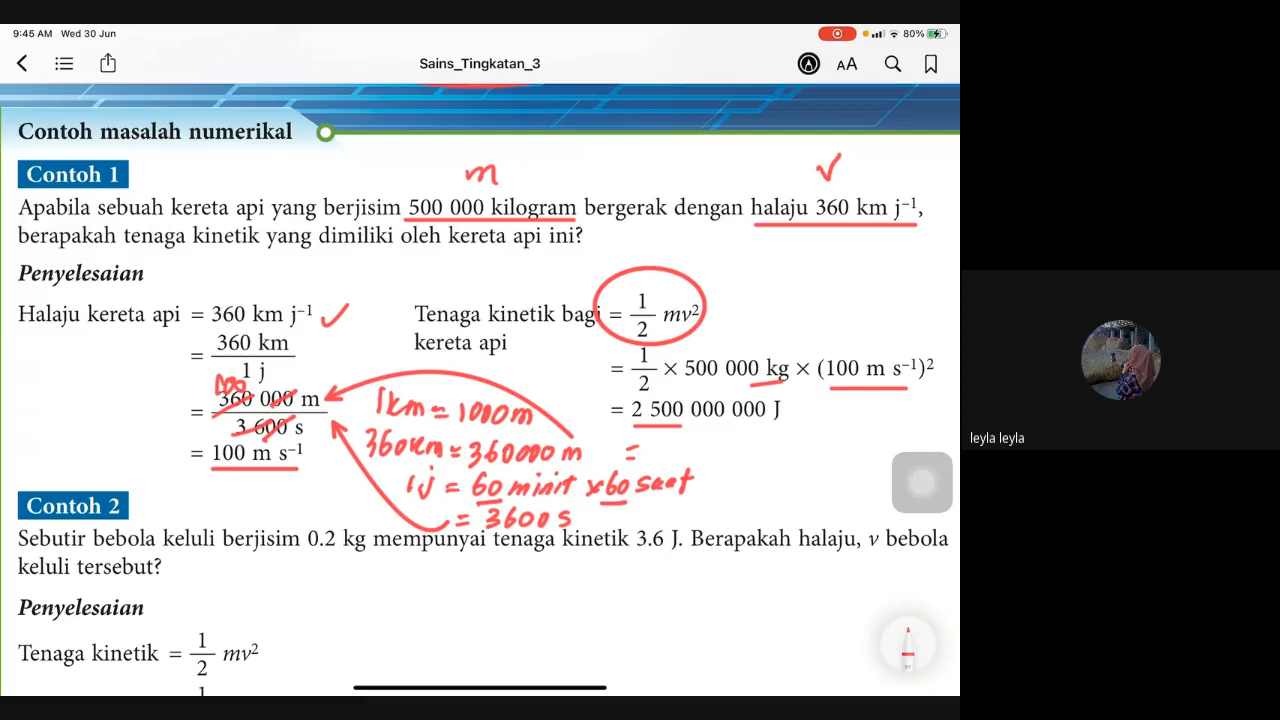 9:45 AM Wed 30 Jun
80%
Sains_Tingkatan_3
AA
Contoh masalah numerikal
Contoh 1
m
v
Apabila sebuah kereta api yang berjisim 500 000 kilogram bergerak dengan halaju 360 km j⁻¹,
berapakah tenaga kinetik yang dimiliki oleh kereta api ini?
Penyelesaian
Halaju kereta api = 360 km j⁻¹
= 360 km / 1 j
100
= 360 000 m / 3 600 s
= 100 m s⁻¹
Tenaga kinetik bagi kereta api = 1/2 mv²
= 1/2 × 500 000 kg × (100 m s⁻¹)²
= 2 500 000 000 J
1km = 1000m
360km = 360000 m =
1j = 60 minit × 60 saat
= 3600 s
Contoh 2
Sebutir bebola keluli berjisim 0.2 kg mempunyai tenaga kinetik 3.6 J. Berapakah halaju, v bebola
keluli tersebut?
Penyelesaian
Tenaga kinetik = 1/2 mv²
1
leyla leyla